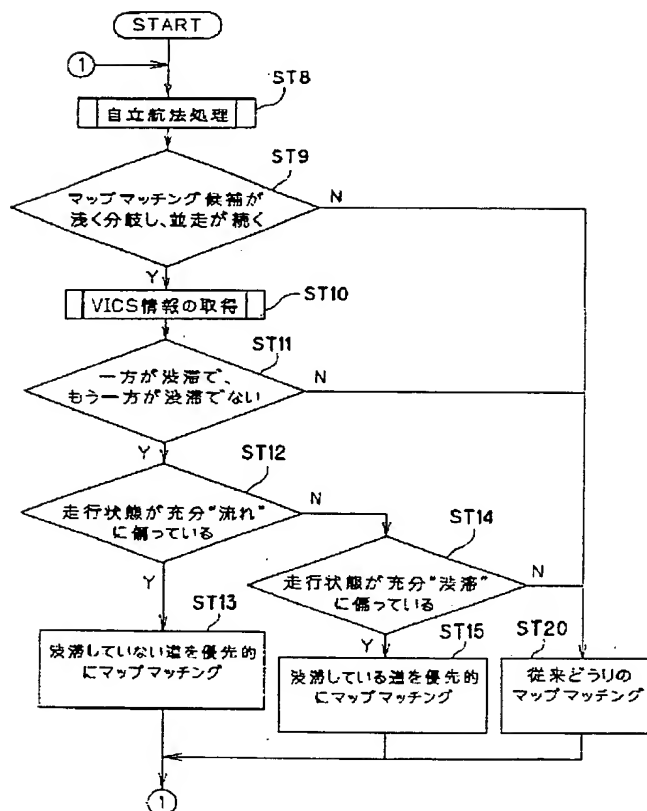 START
①
ST8
自立航法処理
ST9
マップマッチング候補が
浅く分岐し、並走が続く
N
Y
VICS情報の取得
ST10
ST11
一方が渋滞で、
もう一方が渋滞でない
N
Y
ST12
走行状態が充分“流れ”
に偏っている
N
Y
ST14
走行状態が充分“渋滞”
に偏っている
N
Y
ST13
渋滞していない道を優先的
にマップマッチング
ST15
渋滞している道を優先的
にマップマッチング
ST20
従来どうりの
マップマッチング
①